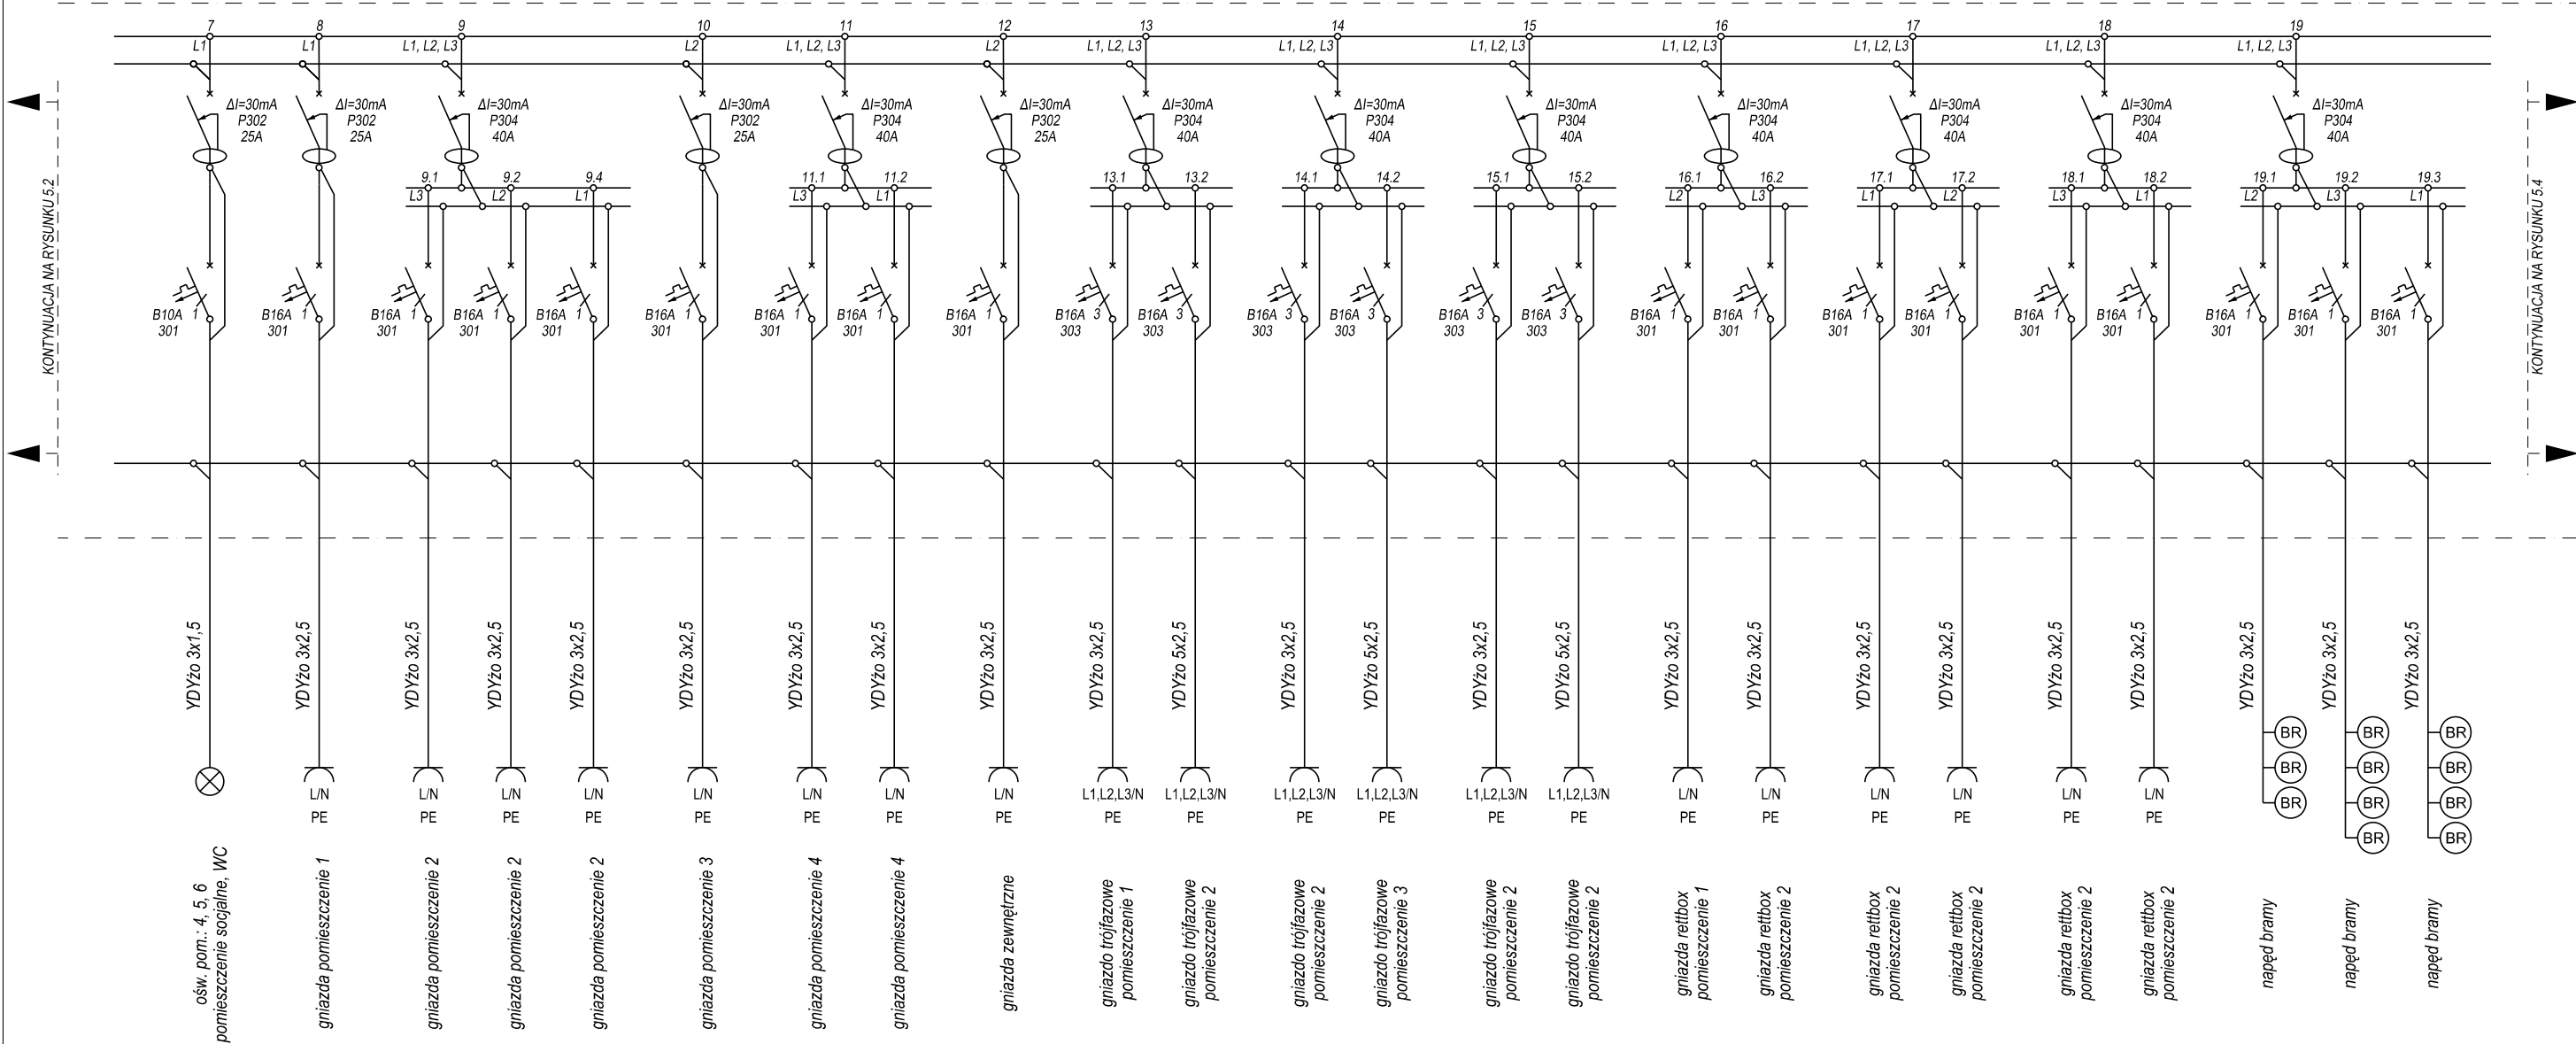 7 8 9 10 11 12 13 14 15 16 17 18 19
L1 L1 L1, L2, L3 L2 L1, L2, L3 L2 L1, L2, L3 L1, L2, L3 L1, L2, L3 L1, L2, L3 L1, L2, L3 L1, L2, L3 L1, L2, L3
ΔI=30mA ΔI=30mA ΔI=30mA ΔI=30mA ΔI=30mA ΔI=30mA ΔI=30mA ΔI=30mA ΔI=30mA ΔI=30mA ΔI=30mA ΔI=30mA ΔI=30mA
P302 P302 P304 P302 P304 P302 P304 P304 P304 P304 P304 P304 P304
25A 25A 40A 25A 40A 25A 40A 40A 40A 40A 40A 40A 40A
KONTYNUACJA NA RYSUNKU 5.2
KONTYNUACJA NA RYSUNKU 5.4
9.1 9.2 9.4 11.1 11.2 13.1 13.2 14.1 14.2 15.1 15.2 16.1 16.2 17.1 17.2 18.1 18.2 19.1 19.2 19.3
L3 L2 L1 L3 L1 L2 L3 L1 L2 L3 L1 L2 L3 L1
B10A 1 B16A 1 B16A 1 B16A 1 B16A 1 B16A 1 B16A 1 B16A 1 B16A 1 B16A 3 B16A 3 B16A 3 B16A 3 B16A 3 B16A 3 B16A 1 B16A 1 B16A 1 B16A 1 B16A 1 B16A 1 B16A 1 B16A 1 B16A 1
301 301 301 301 301 301 301 301 301 303 303 303 303 303 303 301 301 301 301 301 301 301 301 301
YDYżo 3x1,5
YDYżo 3x2,5
YDYżo 3x2,5
YDYżo 3x2,5
YDYżo 3x2,5
YDYżo 3x2,5
YDYżo 3x2,5
YDYżo 3x2,5
YDYżo 3x2,5
YDYżo 3x2,5
YDYżo 5x2,5
YDYżo 3x2,5
YDYżo 5x2,5
YDYżo 3x2,5
YDYżo 5x2,5
YDYżo 3x2,5
YDYżo 3x2,5
YDYżo 3x2,5
YDYżo 3x2,5
YDYżo 3x2,5
YDYżo 3x2,5
YDYżo 3x2,5
YDYżo 3x2,5
YDYżo 3x2,5
BR BR BR
BR BR BR
BR BR BR
BR BR
L/N L/N L/N L/N L/N L/N L/N L/N L1,L2,L3/N L1,L2,L3/N L1,L2,L3/N L1,L2,L3/N L1,L2,L3/N L1,L2,L3/N L/N L/N L/N L/N L/N L/N
PE PE PE PE PE PE PE PE PE PE PE PE PE PE PE PE PE PE PE PE
ośw. pom.: 4, 5, 6
pomieszczenie socjalne, WC
gniazda pomieszczenie 1
gniazda pomieszczenie 2
gniazda pomieszczenie 2
gniazda pomieszczenie 2
gniazda pomieszczenie 3
gniazda pomieszczenie 4
gniazda pomieszczenie 4
gniazda zewnętrzne
gniazdo trójfazowe
pomieszczenie 1
gniazdo trójfazowe
pomieszczenie 2
gniazdo trójfazowe
pomieszczenie 2
gniazdo trójfazowe
pomieszczenie 3
gniazdo trójfazowe
pomieszczenie 2
gniazdo trójfazowe
pomieszczenie 2
gniazda rettbox
pomieszczenie 1
gniazda rettbox
pomieszczenie 2
gniazda rettbox
pomieszczenie 2
gniazda rettbox
pomieszczenie 2
gniazda rettbox
pomieszczenie 2
gniazda rettbox
pomieszczenie 2
napęd bramy
napęd bramy
napęd bramy